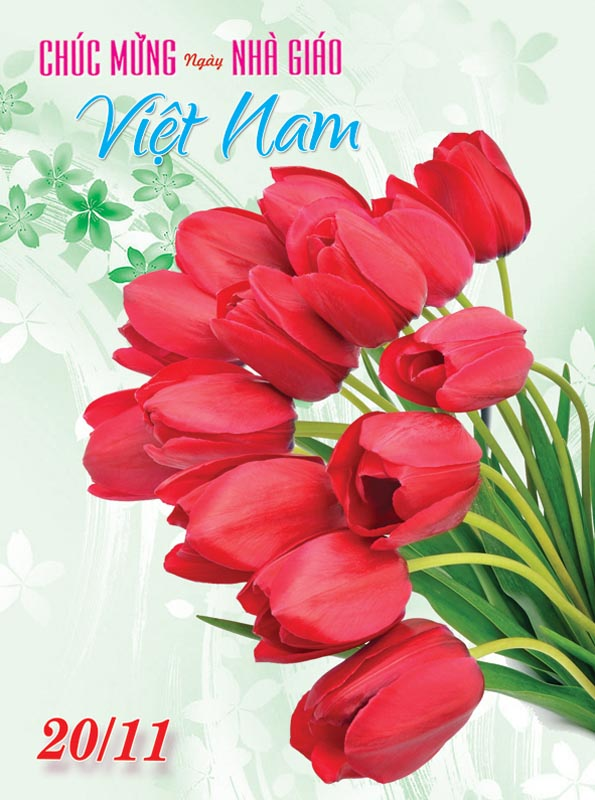 CHÚC MỪNG Ngày NHÀ GIÁO
Việt Nam
20/11